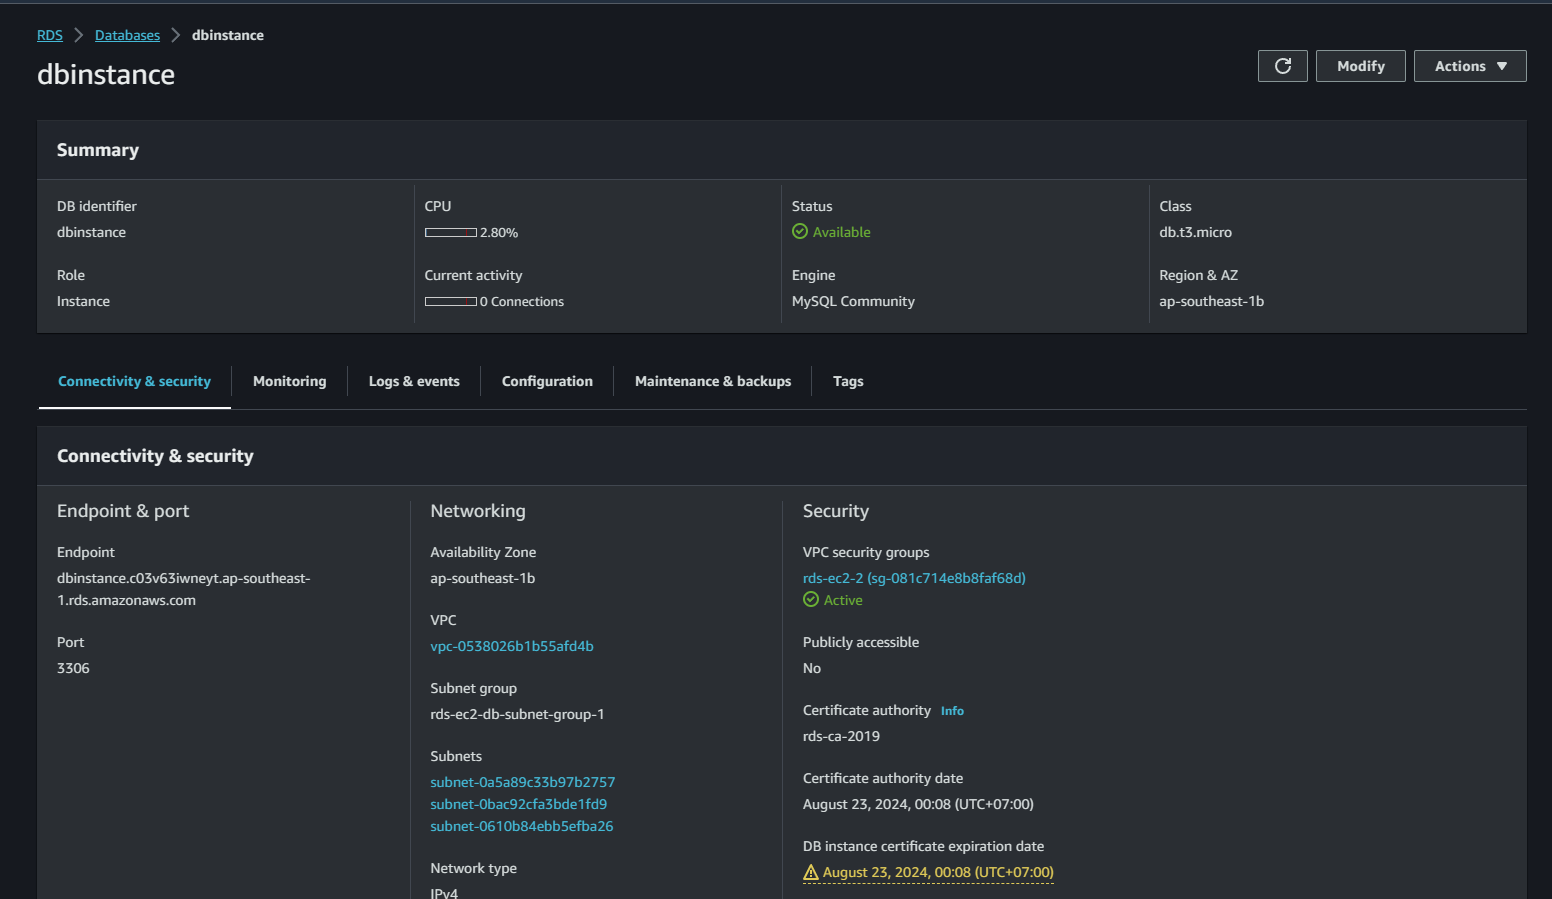 RDS > Databases > dbinstance
dbinstance
Modify
Actions
Summary
DB identifier
dbinstance
CPU
2.80%
Status
Available
Class
db.t3.micro
Role
Instance
Current activity
0 Connections
Engine
MySQL Community
Region & AZ
ap-southeast-1b
Connectivity & security
Monitoring
Logs & events
Configuration
Maintenance & backups
Tags
Connectivity & security
Endpoint & port
Endpoint
dbinstance.c03v63iwneyt.ap-southeast-
1.rds.amazonaws.com
Port
3306
Networking
Availability Zone
ap-southeast-1b
VPC
vpc-0538026b1b55afd4b
Subnet group
rds-ec2-db-subnet-group-1
Subnets
subnet-0a5a89c33b97b2757
subnet-0bac92cfa3bde1fd9
subnet-0610b84ebb5efba26
Network type
IPv4
Security
VPC security groups
rds-ec2-2 (sg-081c714e8b8faf68d)
Active
Publicly accessible
No
Certificate authority Info
rds-ca-2019
Certificate authority date
August 23, 2024, 00:08 (UTC+07:00)
DB instance certificate expiration date
August 23, 2024, 00:08 (UTC+07:00)